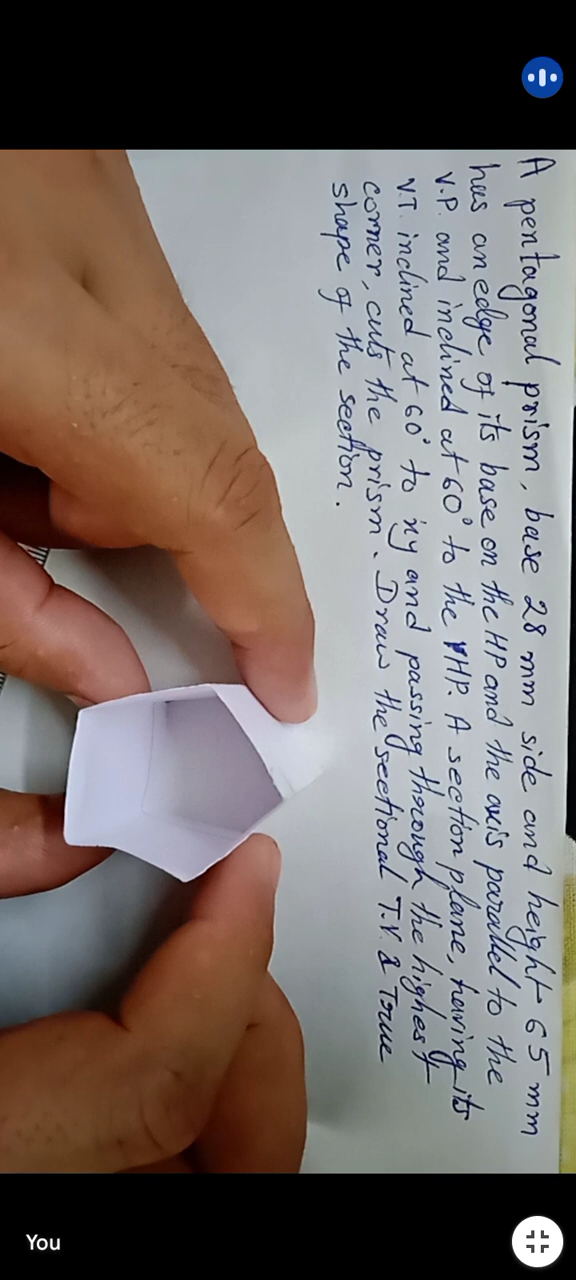 A pentagonal prism, base 28 mm side and height 65 mm
has an edge of its base on the HP and the axis parallel to the
V.P. and inclined at 60° to the HP. A section plane, having its
V.T. inclined at 60° to xy and passing through the highest
corner, cuts the prism. Draw the sectional T.V. & True
shape of the section.
You